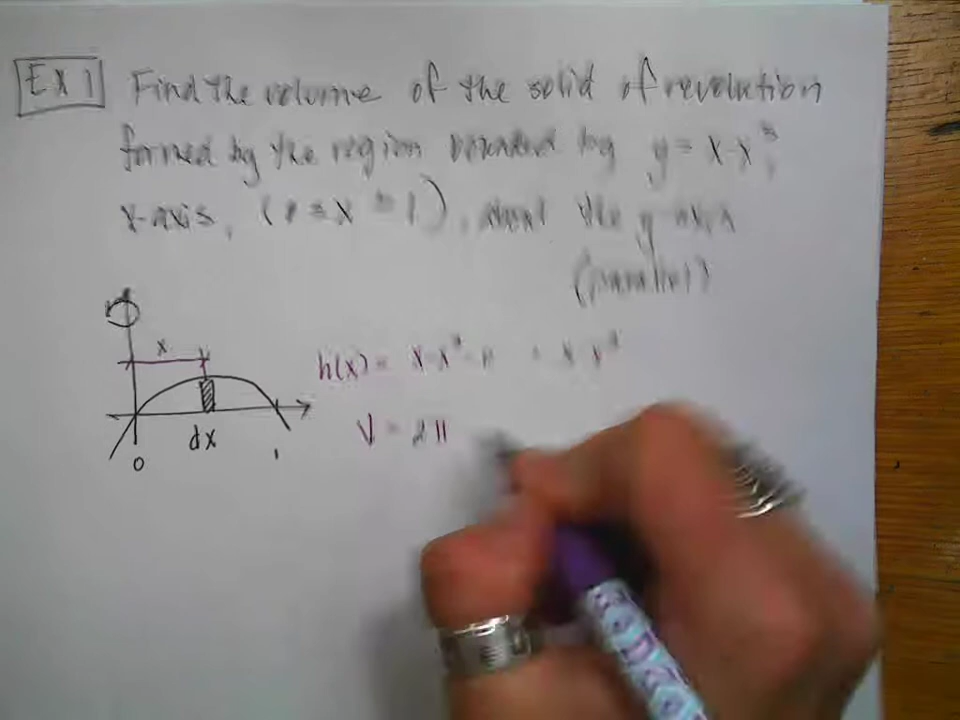 Ex 1 Find the volume of the solid of revolution
formed by the region bounded by y = x-x³,
x-axis, (0 ≤ x ≤ 1), about the y-axis
(parallel)
x
h(x) = x-x³-0 = x-x³
V = 2π
dx
0 1